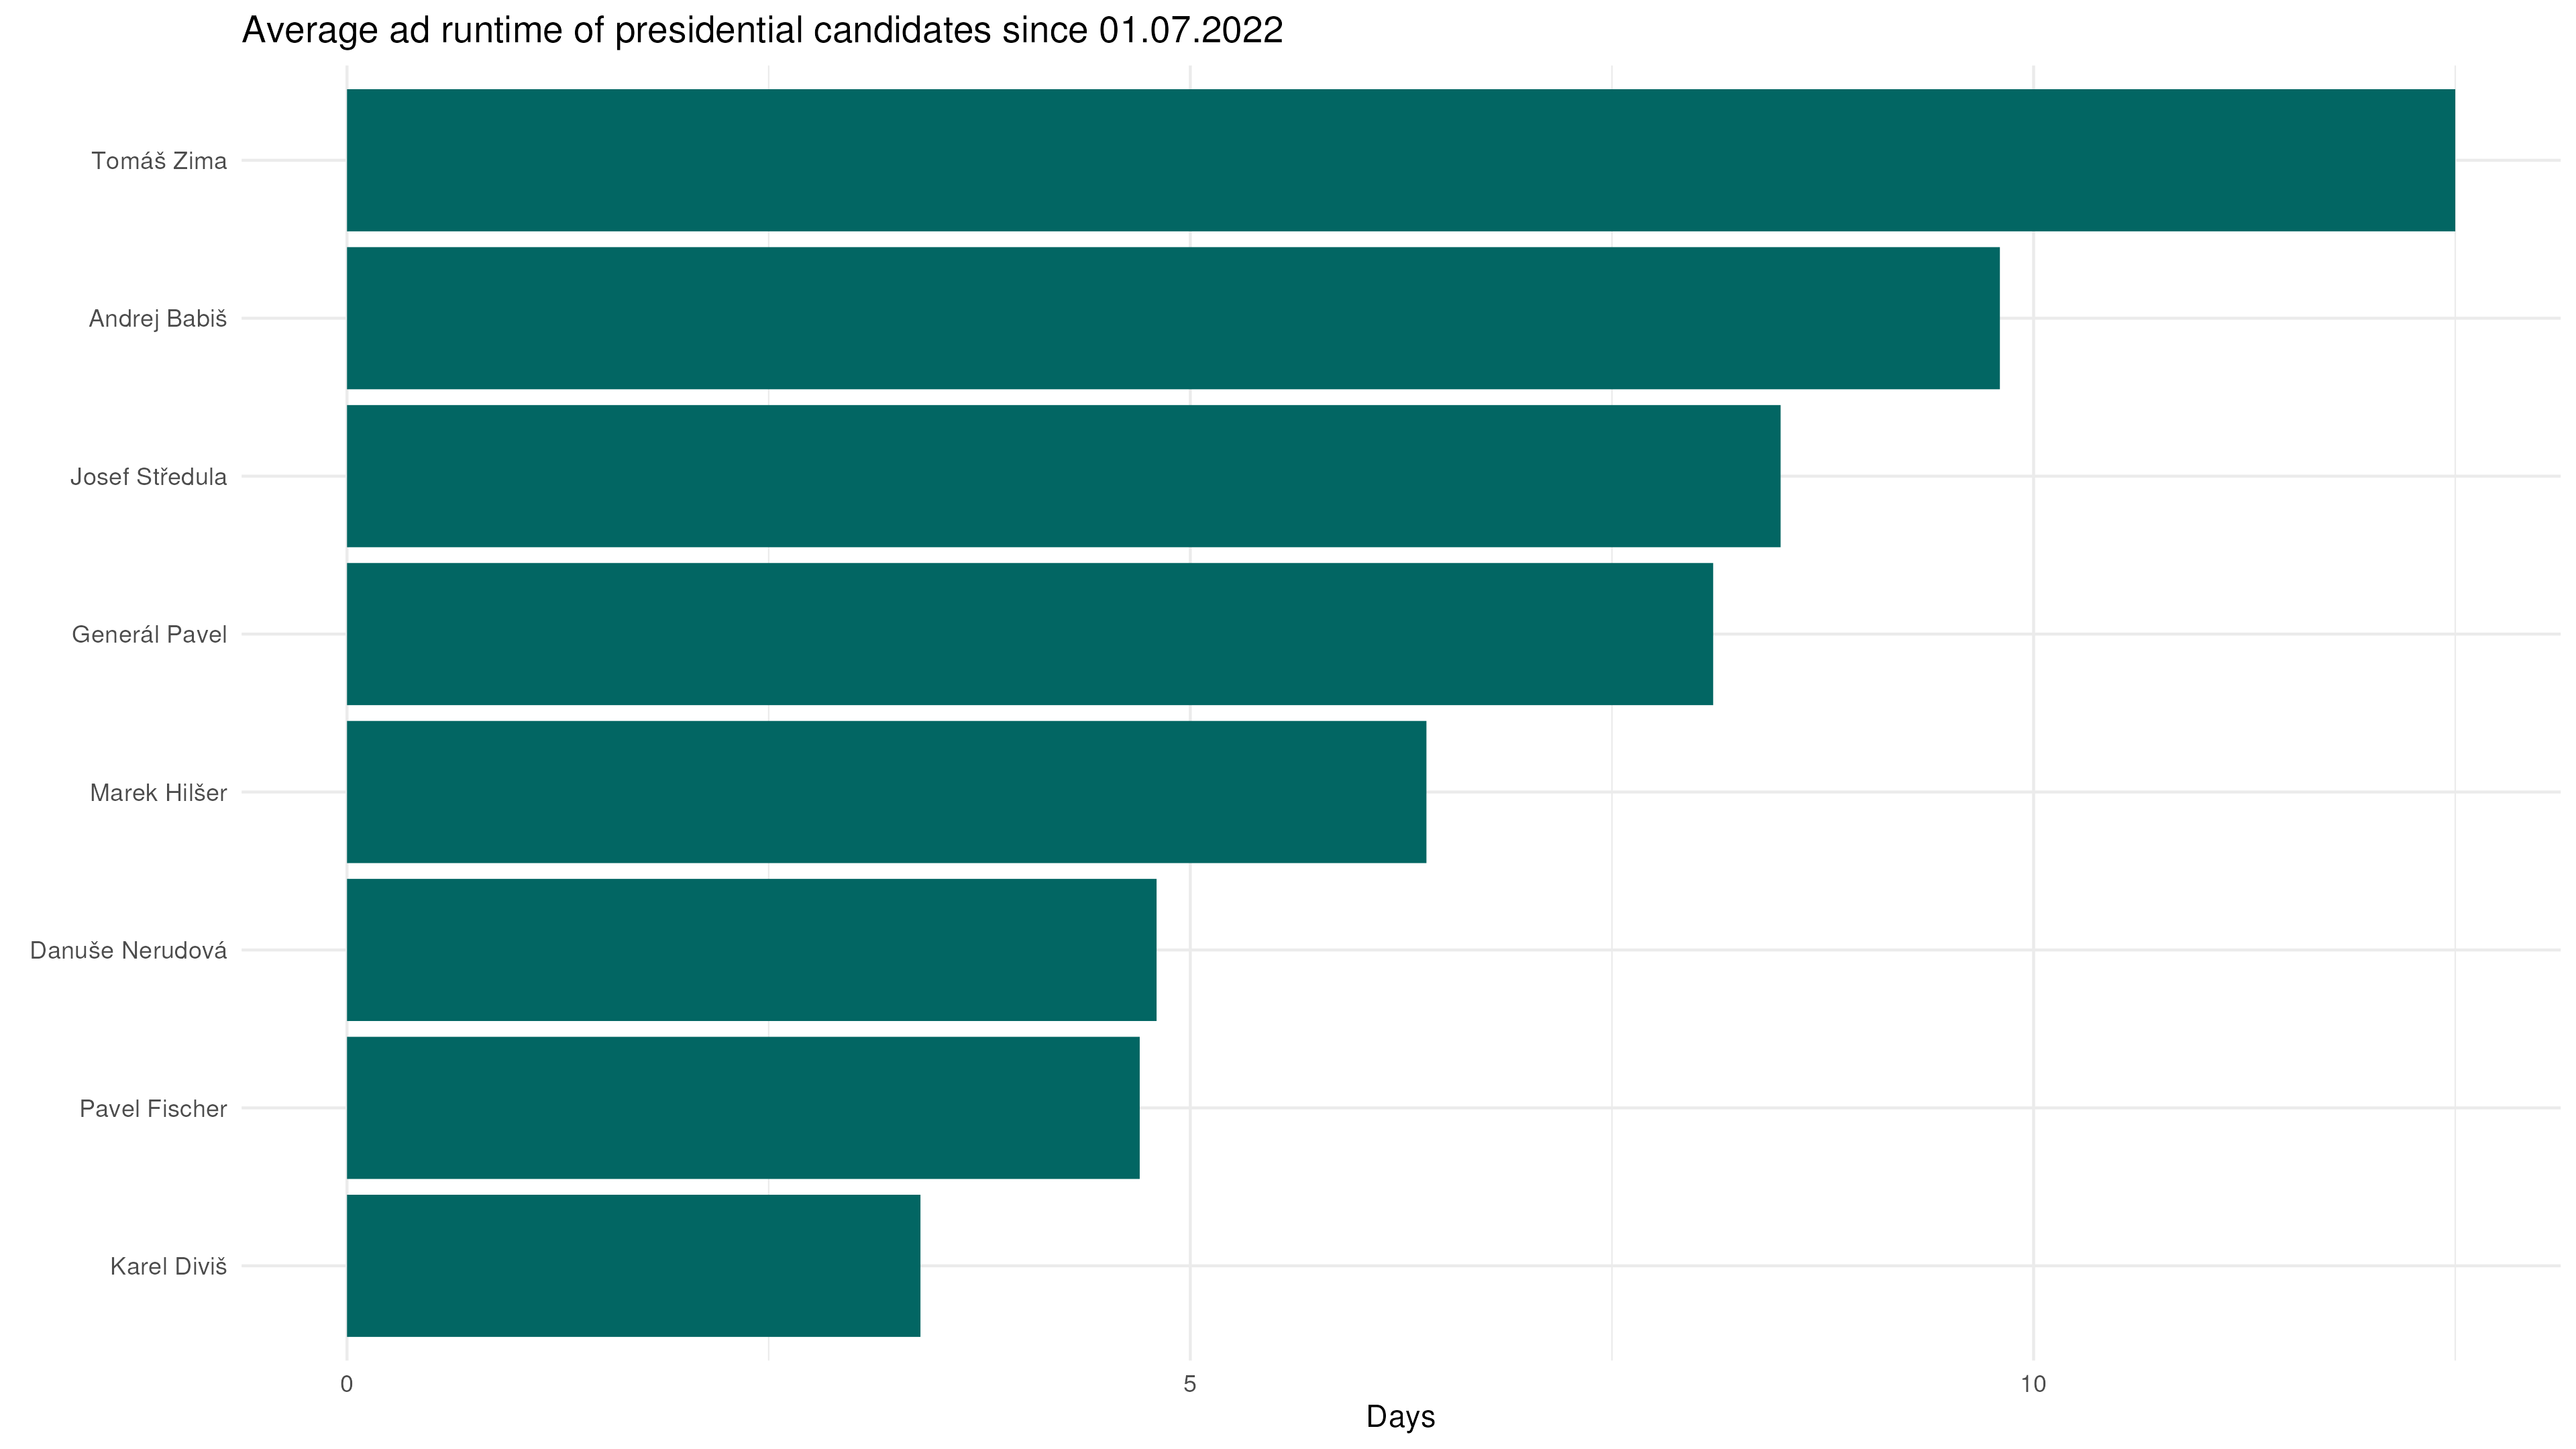 Average ad runtime of presidential candidates since 01.07.2022
Tomáš Zima
Andrej Babiš
Josef Středula
Generál Pavel
Marek Hilšer
Danuše Nerudová
Pavel Fischer
Karel Diviš
0 5 10
Days